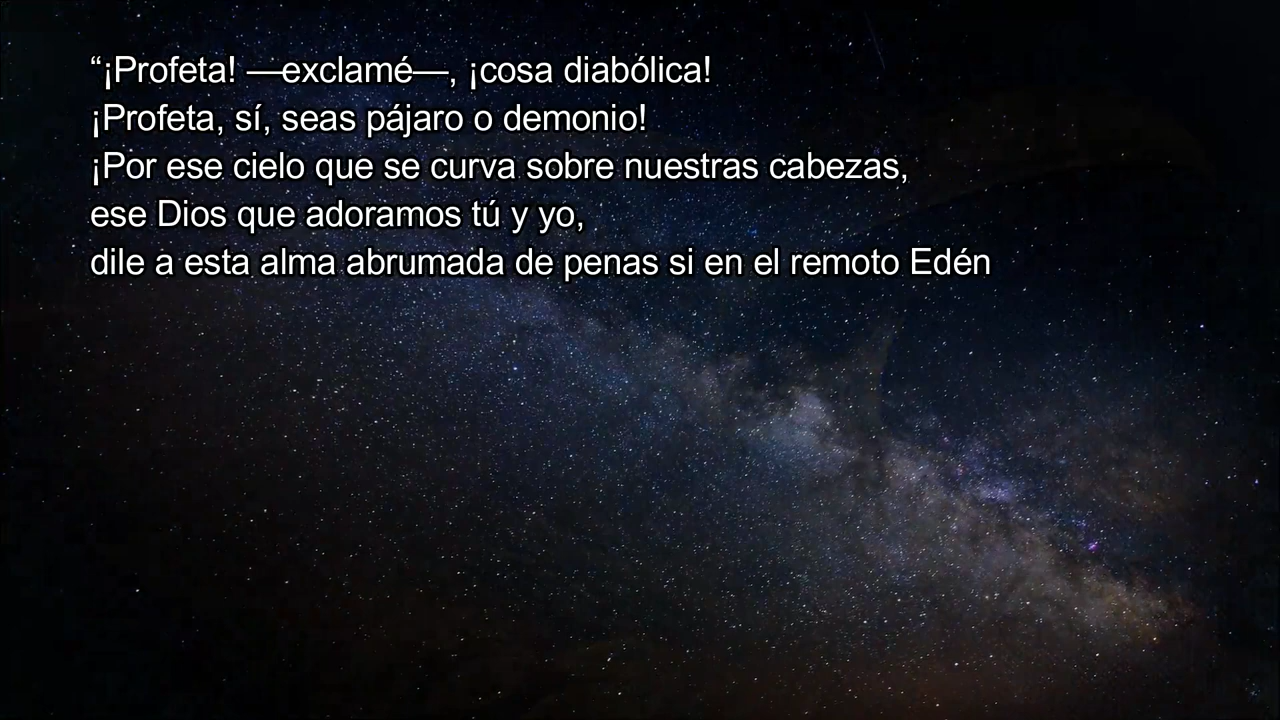 “¡Profeta! —exclamé—, ¡cosa diabólica!
¡Profeta, sí, seas pájaro o demonio!
¡Por ese cielo que se curva sobre nuestras cabezas,
ese Dios que adoramos tú y yo,
dile a esta alma abrumada de penas si en el remoto Edén